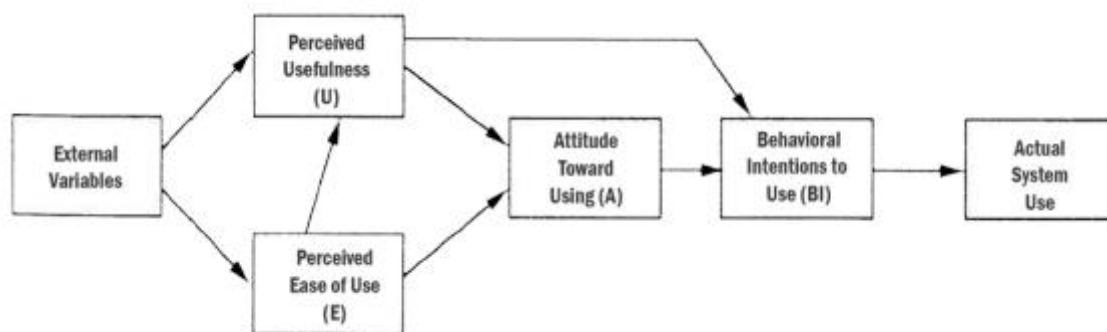 Perceived
Usefulness
(U)
External
Variables
Attitude
Toward
Using (A)
Behavioral
Intentions to
Use (BI)
Actual
System
Use
Perceived
Ease of Use
(E)